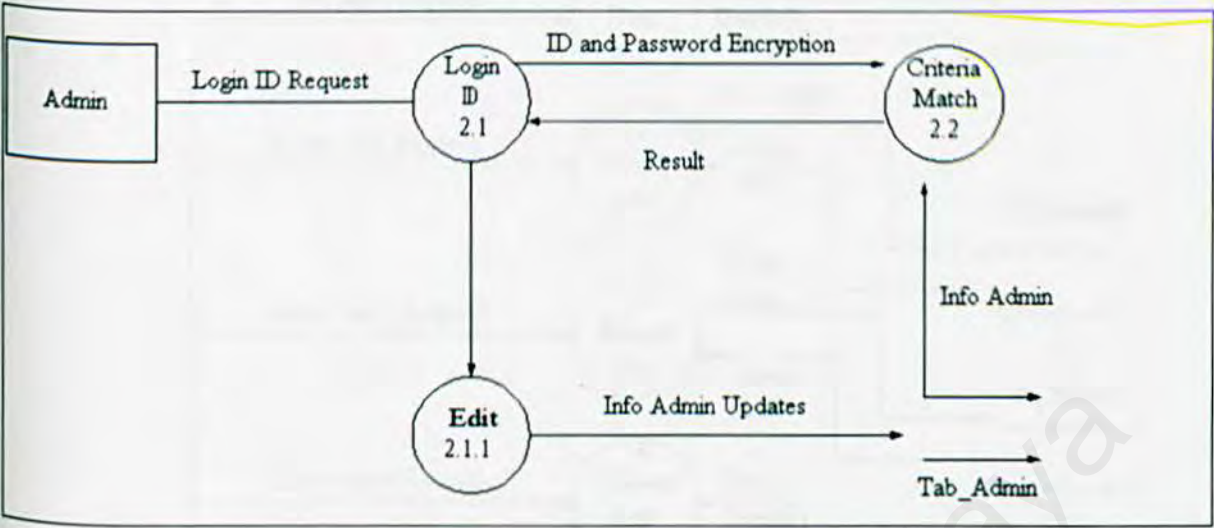 Admin
Login ID Request
Login
ID
2.1
ID and Password Encryption
Criteria
Match
2.2
Result
Info Admin
Edit
2.1.1
Info Admin Updates
Tab_Admin